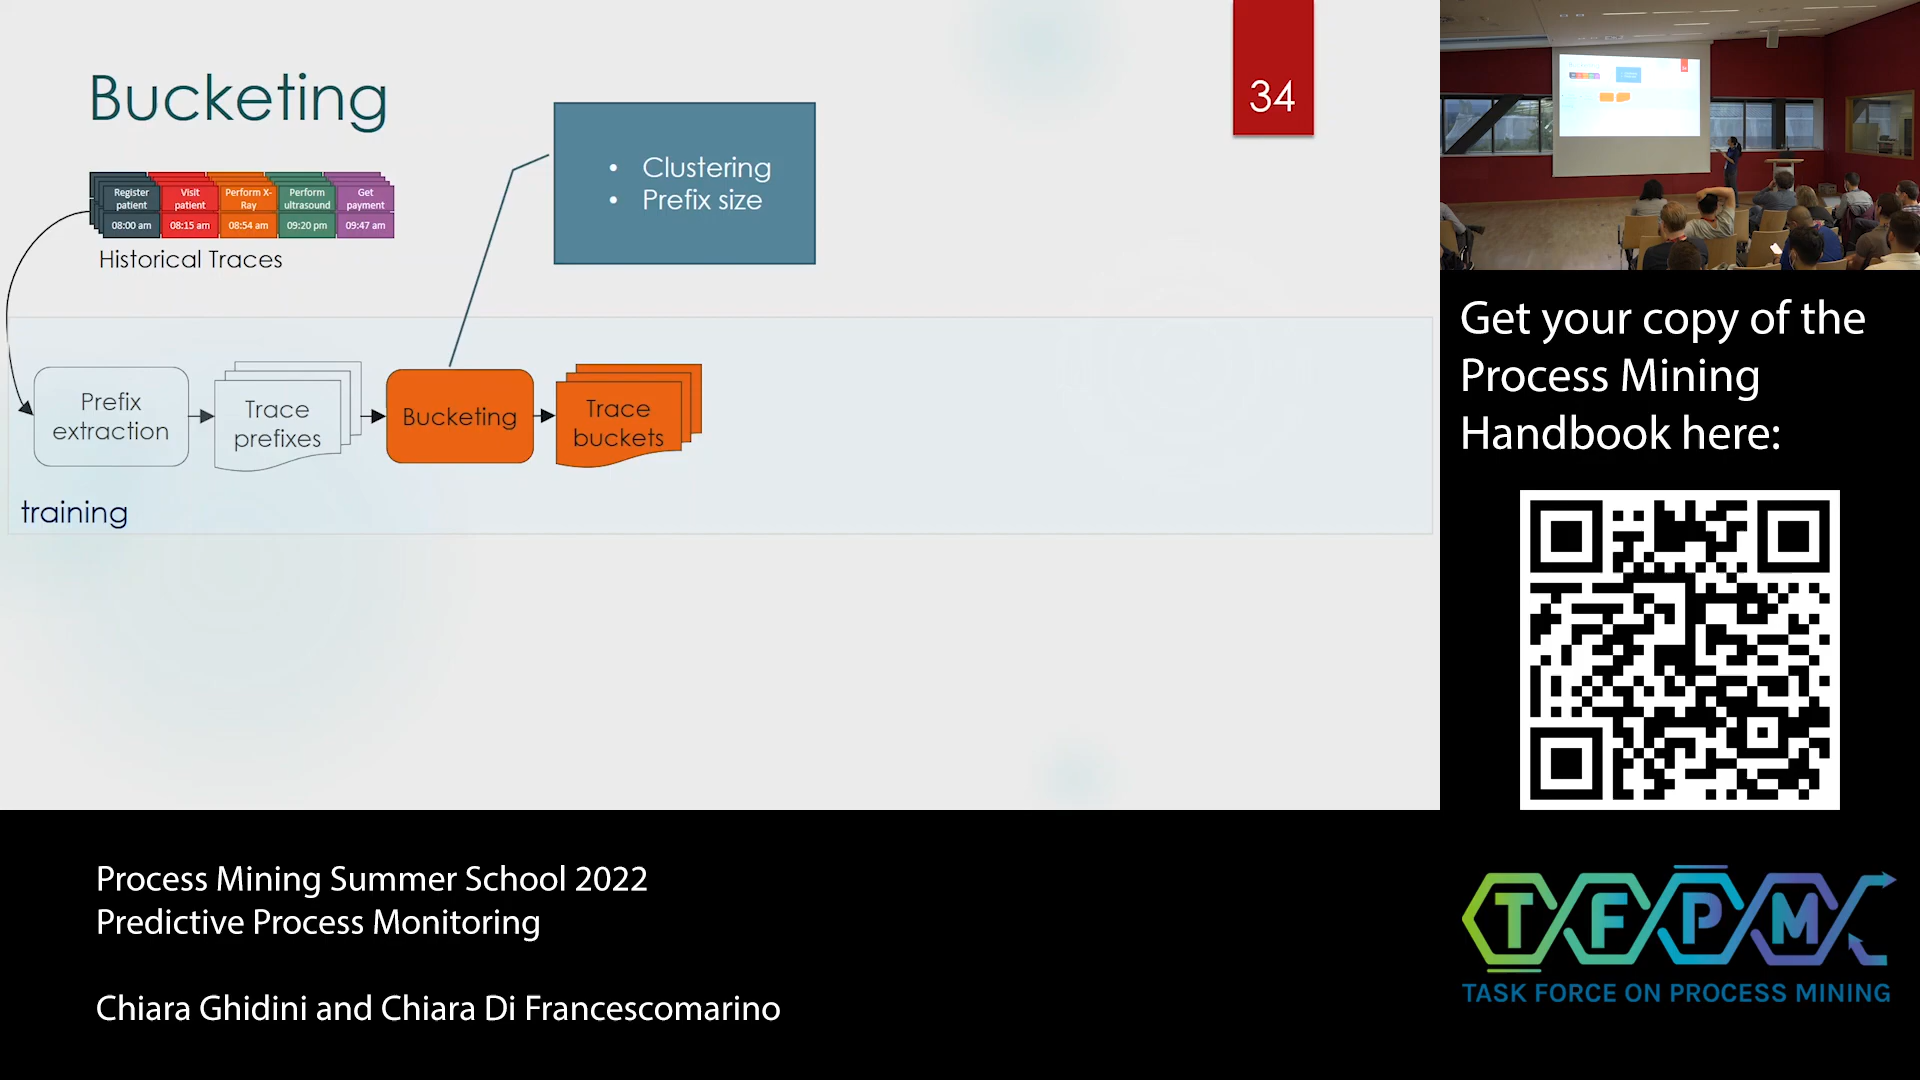 Bucketing
34
• Clustering
• Prefix size
Register patient
Visit patient
Perform X-Ray
Perform ultrasound
Get payment
08:00 am
08:15 am
08:54 am
09:20 pm
09:47 am
Historical Traces
Prefix extraction
Trace prefixes
Bucketing
Trace buckets
training
Get your copy of the
Process Mining
Handbook here:
Process Mining Summer School 2022
Predictive Process Monitoring
Chiara Ghidini and Chiara Di Francescomarino
TFPM
TASK FORCE ON PROCESS MINING